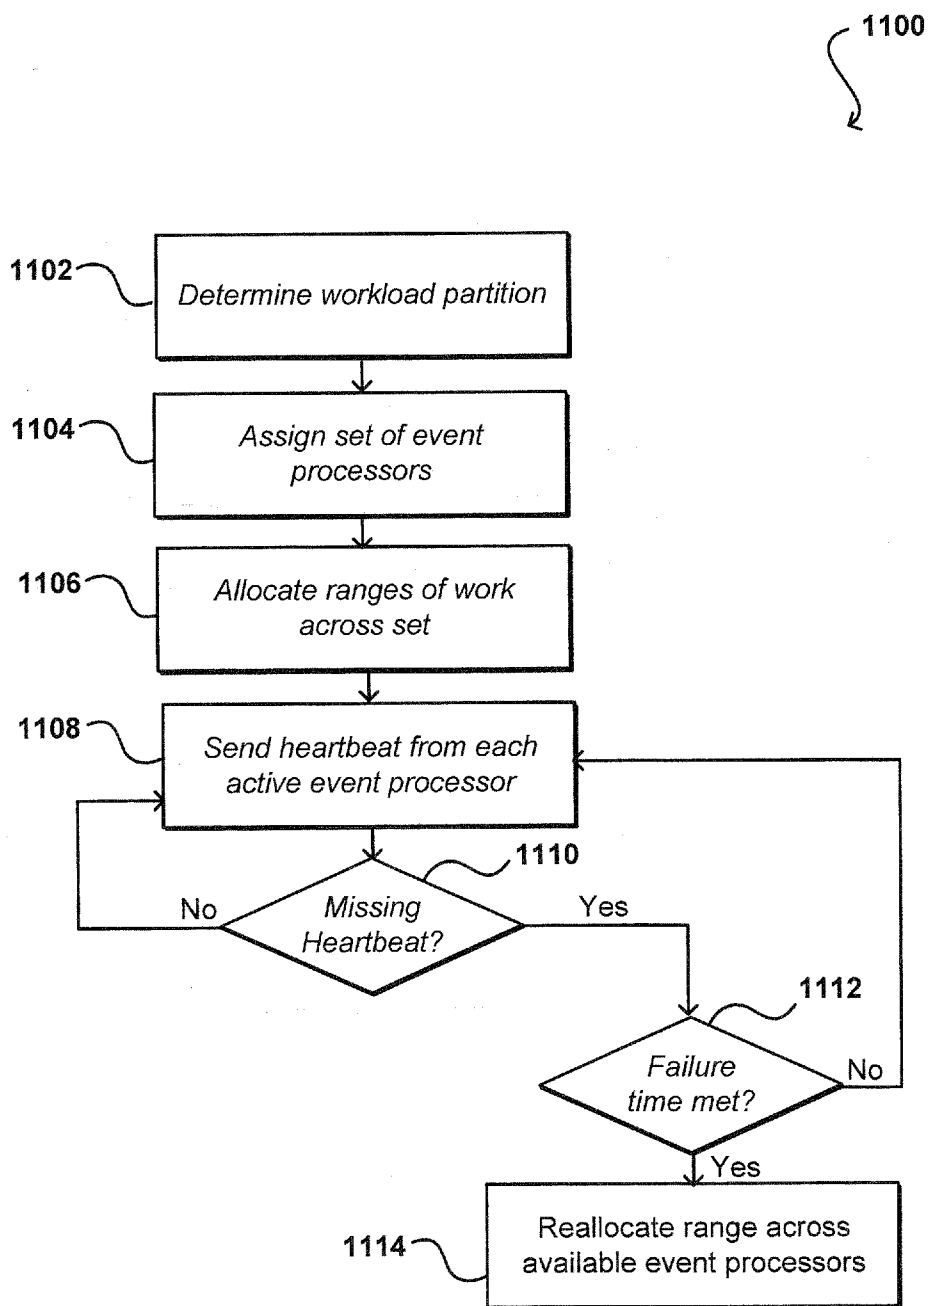 1100
1102
Determine workload partition
1104
Assign set of event
processors
1106
Allocate ranges of work
across set
1108
Send heartbeat from each
active event processor
1110
No
Missing
Heartbeat?
Yes
1112
Failure
time met?
No
Yes
1114
Reallocate range across
available event processors